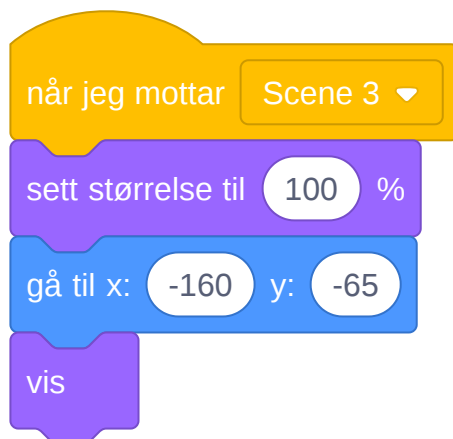 når jeg mottar Scene 3
sett størrelse til 100 %
gå til x: -160 y: -65
vis